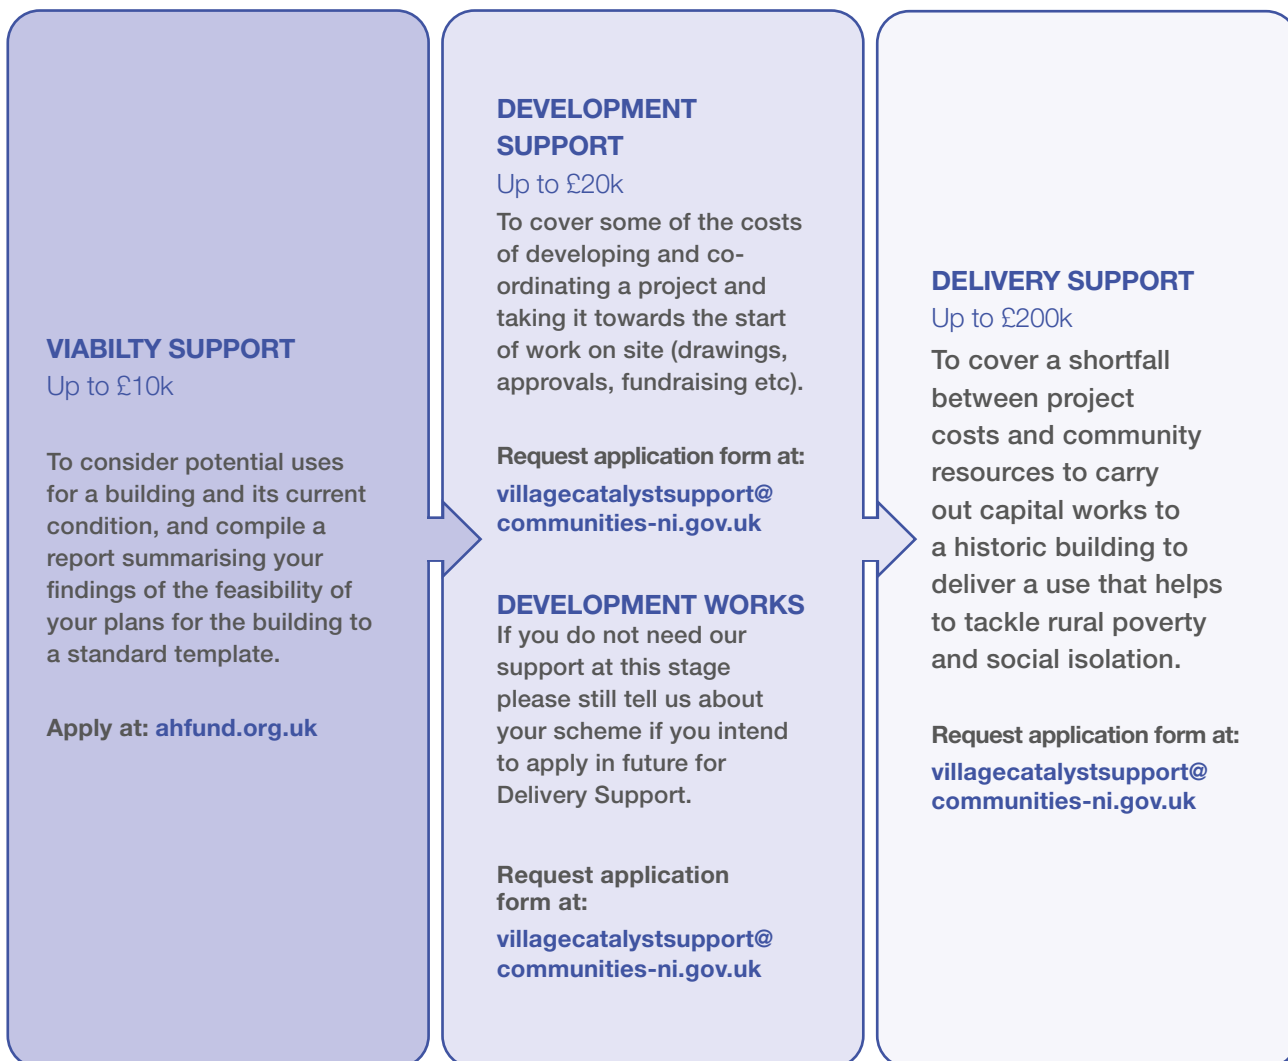 VIABILTY SUPPORT
Up to £10k
To consider potential uses
for a building and its current
condition, and compile a
report summarising your
findings of the feasibility of
your plans for the building to
a standard template.
Apply at: ahfund.org.uk
DEVELOPMENT
SUPPORT
Up to £20k
To cover some of the costs
of developing and co-
ordinating a project and
taking it towards the start
of work on site (drawings,
approvals, fundraising etc).
Request application form at:
villagecatalystsupport@
communities-ni.gov.uk
DEVELOPMENT WORKS
If you do not need our
support at this stage
please still tell us about
your scheme if you intend
to apply in future for
Delivery Support.
Request application
form at:
villagecatalystsupport@
communities-ni.gov.uk
DELIVERY SUPPORT
Up to £200k
To cover a shortfall
between project
costs and community
resources to carry
out capital works to
a historic building to
deliver a use that helps
to tackle rural poverty
and social isolation.
Request application form at:
villagecatalystsupport@
communities-ni.gov.uk